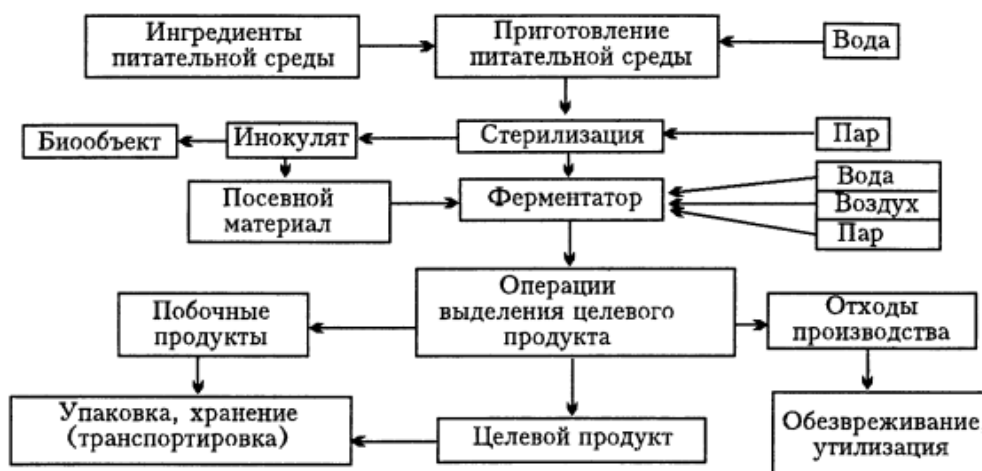 Ингредиенты
питательной среды
Приготовление
питательной среды
Вода
Биообъект
Инокулят
Стерилизация
Пар
Посевной
материал
Ферментатор
Вода
Воздух
Пар
Побочные
продукты
Операции
выделения целевого
продукта
Отходы
производства
Упаковка, хранение
(транспортировка)
Целевой продукт
Обезвреживание
утилизация